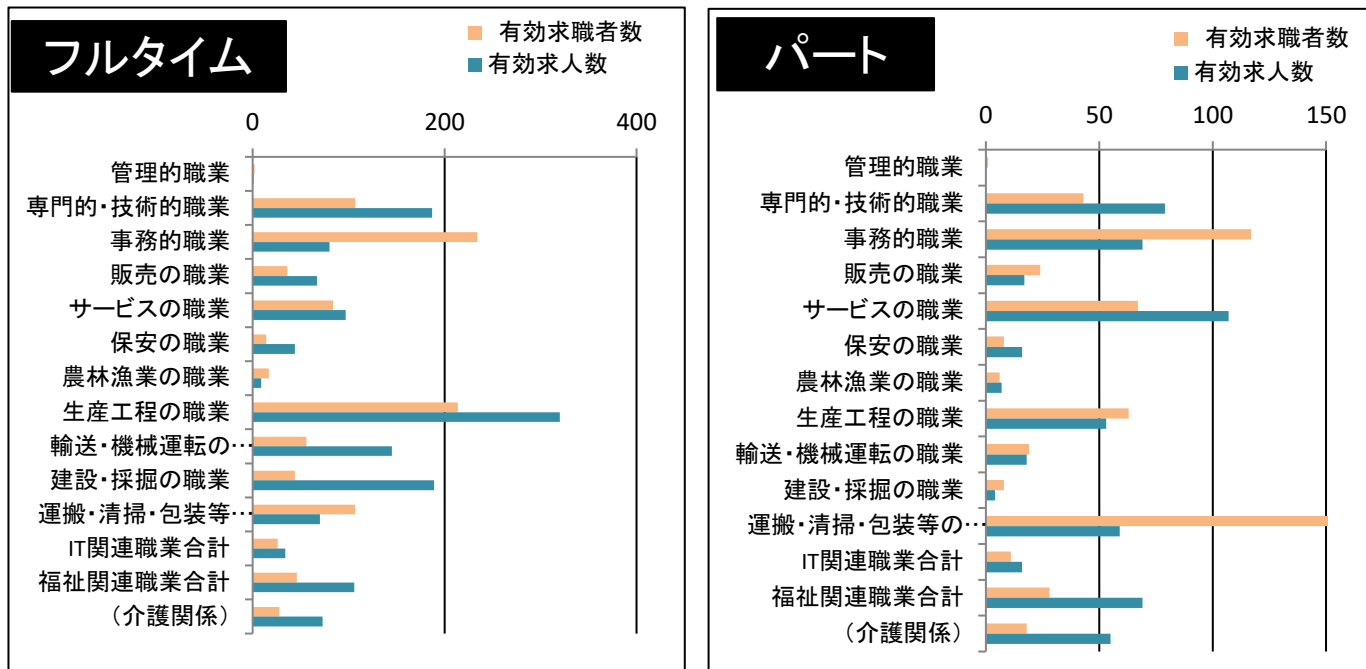 フルタイム
有効求職者数
有効求人数
0 200 400
管理的職業
専門的・技術的職業
事務的職業
販売の職業
サービスの職業
保安の職業
農林漁業の職業
生産工程の職業
輸送・機械運転の…
建設・採掘の職業
運搬・清掃・包装等…
IT関連職業合計
福祉関連職業合計
（介護関係）
パート
有効求職者数
有効求人数
0 50 100 150
管理的職業
専門的・技術的職業
事務的職業
販売の職業
サービスの職業
保安の職業
農林漁業の職業
生産工程の職業
輸送・機械運転の職業
建設・採掘の職業
運搬・清掃・包装等の…
IT関連職業合計
福祉関連職業合計
（介護関係）